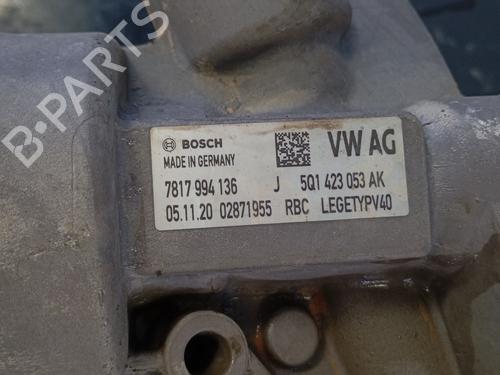 B-PARTS
BOSCH VW AG
MADE IN GERMANY
7817 994 136 J 5Q1 423 053 AK
05.11.20 02871955 RBC LEGETYPV40